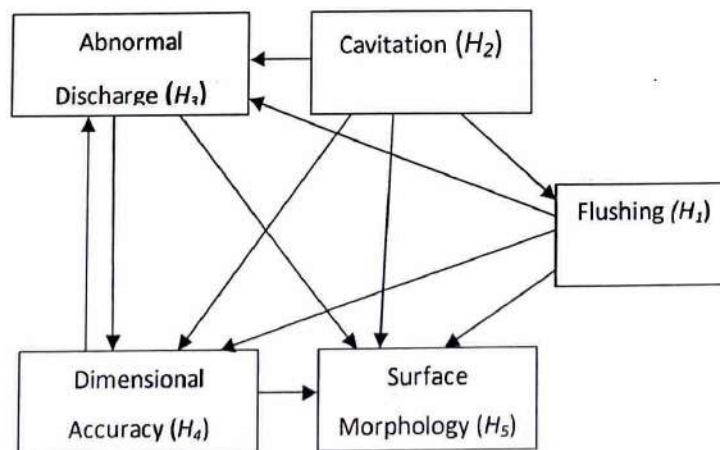 Abnormal
Discharge (H₃)
Cavitation (H₂)
Flushing (H₁)
Dimensional
Accuracy (H₄)
Surface
Morphology (H₅)